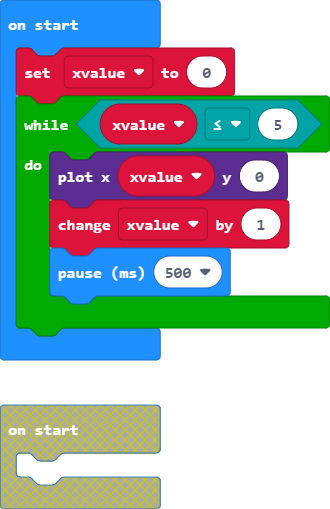 on start
set xvalue to 0
while xvalue ≤ 5
do
plot x xvalue y 0
change xvalue by 1
pause (ms) 500
on start